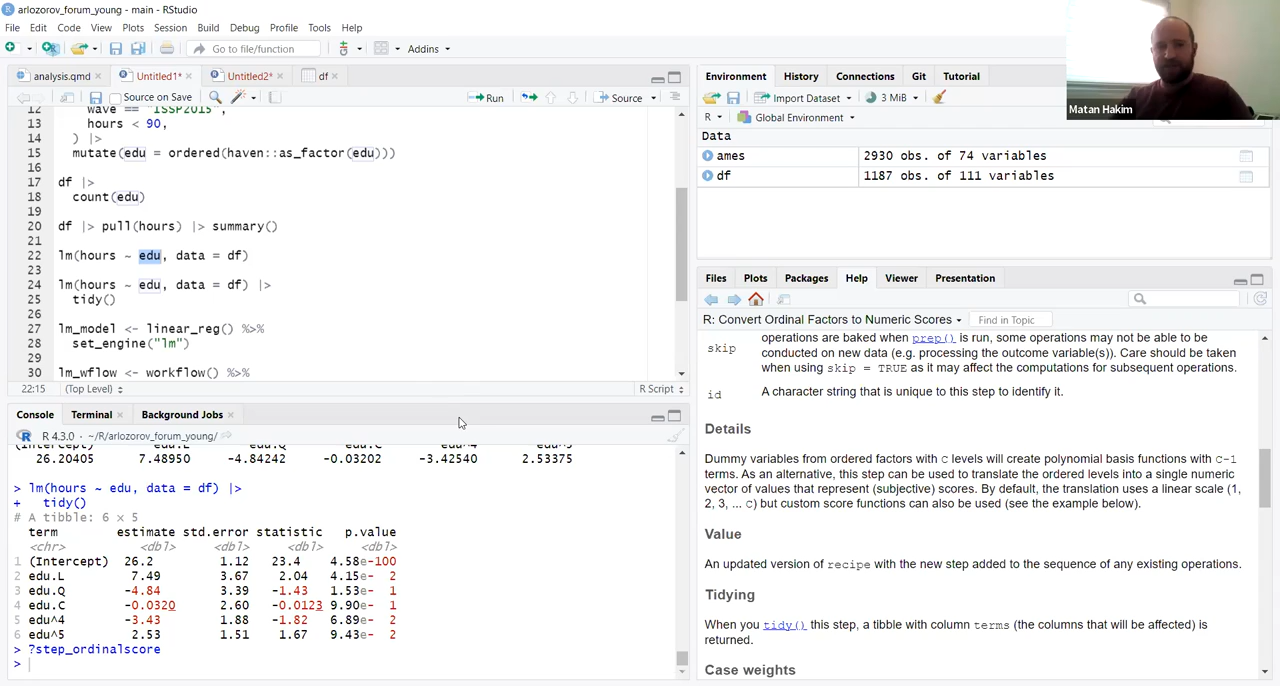 arlozorov_forum_young - main - RStudio
File Edit Code View Plots Session Build Debug Profile Tools Help
Go to file/function
Addins
analysis.qmd
Untitled1*
Untitled2*
df
Source on Save
Run
Source
12 wave == "ISSP2015",
13 hours < 90,
14 ) |>
15 mutate(edu = ordered(haven::as_factor(edu)))
16
17 df |>
18 count(edu)
19
20 df |> pull(hours) |> summary()
21
22 lm(hours ~ edu, data = df)
23
24 lm(hours ~ edu, data = df) |>
25 tidy()
26
27 lm_model <- linear_reg() %>%
28 set_engine("lm")
29
30 lm_wflow <- workflow() %>%
22:15 (Top Level) R Script
Console Terminal Background Jobs
R 4.3.0 · ~/R/arlozorov_forum_young/
(Intercept) edu.L edu.Q edu.C edu^4 edu^5
26.20405 7.48950 -4.84242 -0.03202 -3.42540 2.53375
> lm(hours ~ edu, data = df) |>
+ tidy()
# A tibble: 6 × 5
term estimate std.error statistic p.value
<chr> <dbl> <dbl> <dbl> <dbl>
1 (Intercept) 26.2 1.12 23.4 4.58e-100
2 edu.L 7.49 3.67 2.04 4.15e- 2
3 edu.Q -4.84 3.39 -1.43 1.53e- 1
4 edu.C -0.0320 2.60 -0.0123 9.90e- 1
5 edu^4 -3.43 1.88 -1.82 6.89e- 2
6 edu^5 2.53 1.51 1.67 9.43e- 2
> ?step_ordinalscore
>
Environment History Connections Git Tutorial
Import Dataset
3 MiB
R
Global Environment
Data
ames 2930 obs. of 74 variables
df 1187 obs. of 111 variables
Matan Hakim
Files Plots Packages Help Viewer Presentation
R: Convert Ordinal Factors to Numeric Scores
Find in Topic
operations are baked when prep() is run, some operations may not be able to be
skip conducted on new data (e.g. processing the outcome variable(s)). Care should be taken
when using skip = TRUE as it may affect the computations for subsequent operations.
id A character string that is unique to this step to identify it.
Details
Dummy variables from ordered factors with C levels will create polynomial basis functions with C-1
terms. As an alternative, this step can be used to translate the ordered levels into a single numeric
vector of values that represent (subjective) scores. By default, the translation uses a linear scale (1,
2, 3, ... C) but custom score functions can also be used (see the example below).
Value
An updated version of recipe with the new step added to the sequence of any existing operations.
Tidying
When you tidy() this step, a tibble with column terms (the columns that will be affected) is
returned.
Case weights